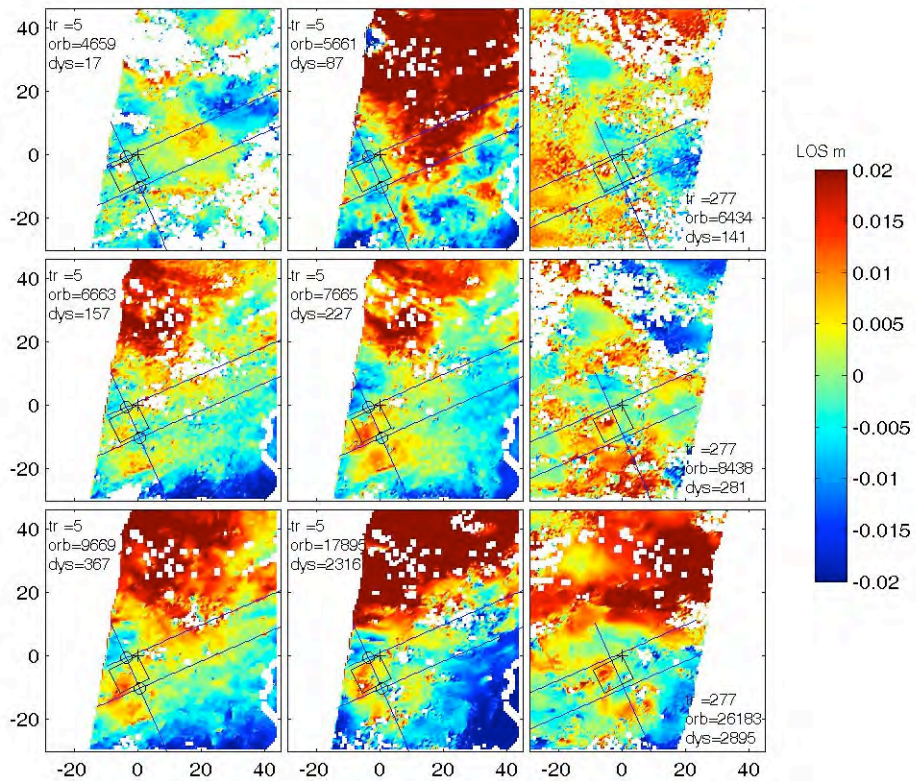 tr =5
orb=4659
dys=17
tr =5
orb=5661
dys=87
tr =277
orb=6434
dys=141
40
20
0
-20
tr =5
orb=6663
dys=157
tr =5
orb=7665
dys=227
tr =277
orb=8438
dys=281
40
20
0
-20
tr =5
orb=9669
dys=367
tr =5
orb=17895
dys=2316
tr =277
orb=26183
dys=2895
40
20
0
-20
-20 0 20 40
-20 0 20 40
-20 0 20 40
LOS m
0.02
0.015
0.01
0.005
0
-0.005
-0.01
-0.015
-0.02